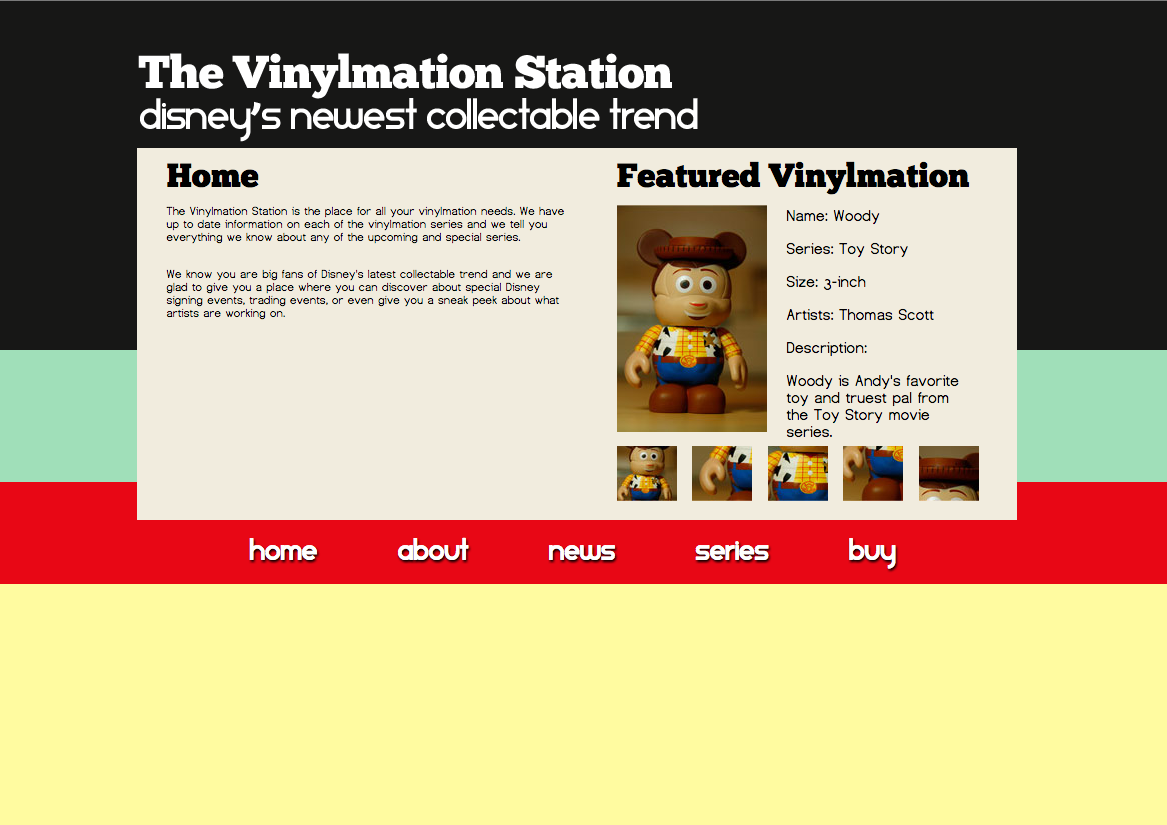 The Vinylmation Station
disney's newest collectable trend
Home
The Vinylmation Station is the place for all your vinylmation needs. We have
up to date information on each of the vinylmation series and we tell you
everything we know about any of the upcoming and special series.
We know you are big fans of Disney's latest collectable trend and we are
glad to give you a place where you can discover about special Disney
signing events, trading events, or even give you a sneak peek about what
artists are working on.
Featured Vinylmation
Name: Woody
Series: Toy Story
Size: 3-inch
Artists: Thomas Scott
Description:
Woody is Andy's favorite
toy and truest pal from
the Toy Story movie
series.
home about news series buy